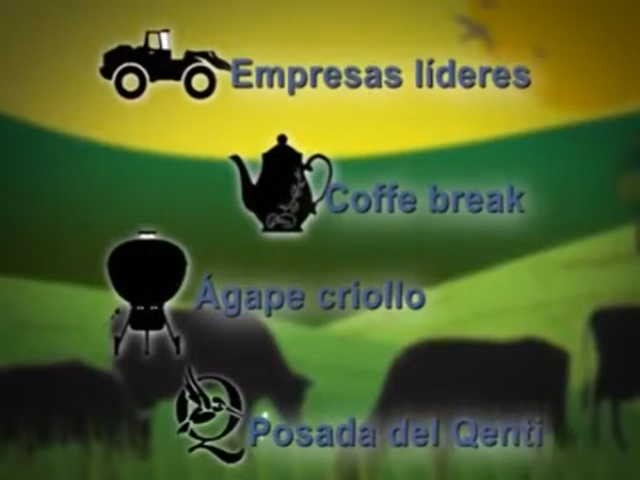 Empresas líderes
Coffe break
Ágape criollo
Q
Posada del Qenti